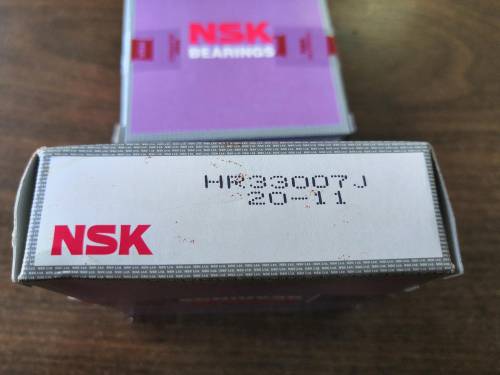 NSK
BEARINGS
HR33007J
20-11
NSK